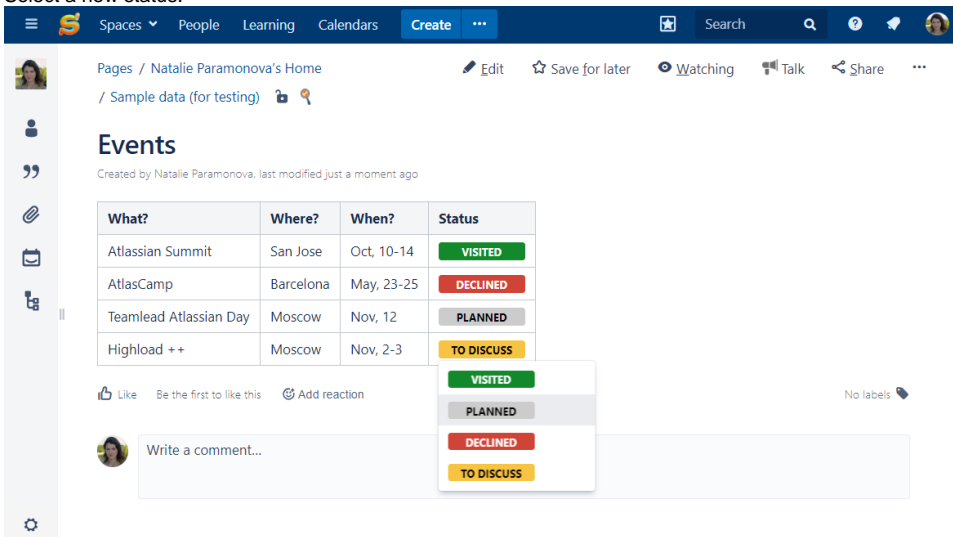 Select a new status.
Spaces People Learning Calendars Create ... Search
Pages / Natalie Paramonova's Home Edit Save for later Watching Talk Share ...
/ Sample data (for testing)
Events
Created by Natalie Paramonova, last modified just a moment ago
What? Where? When? Status
Atlassian Summit San Jose Oct, 10-14 VISITED
AtlasCamp Barcelona May, 23-25 DECLINED
Teamlead Atlassian Day Moscow Nov, 12 PLANNED
Highload ++ Moscow Nov, 2-3 TO DISCUSS
VISITED
Like Be the first to like this Add reaction No labels
PLANNED
DECLINED
Write a comment...
TO DISCUSS